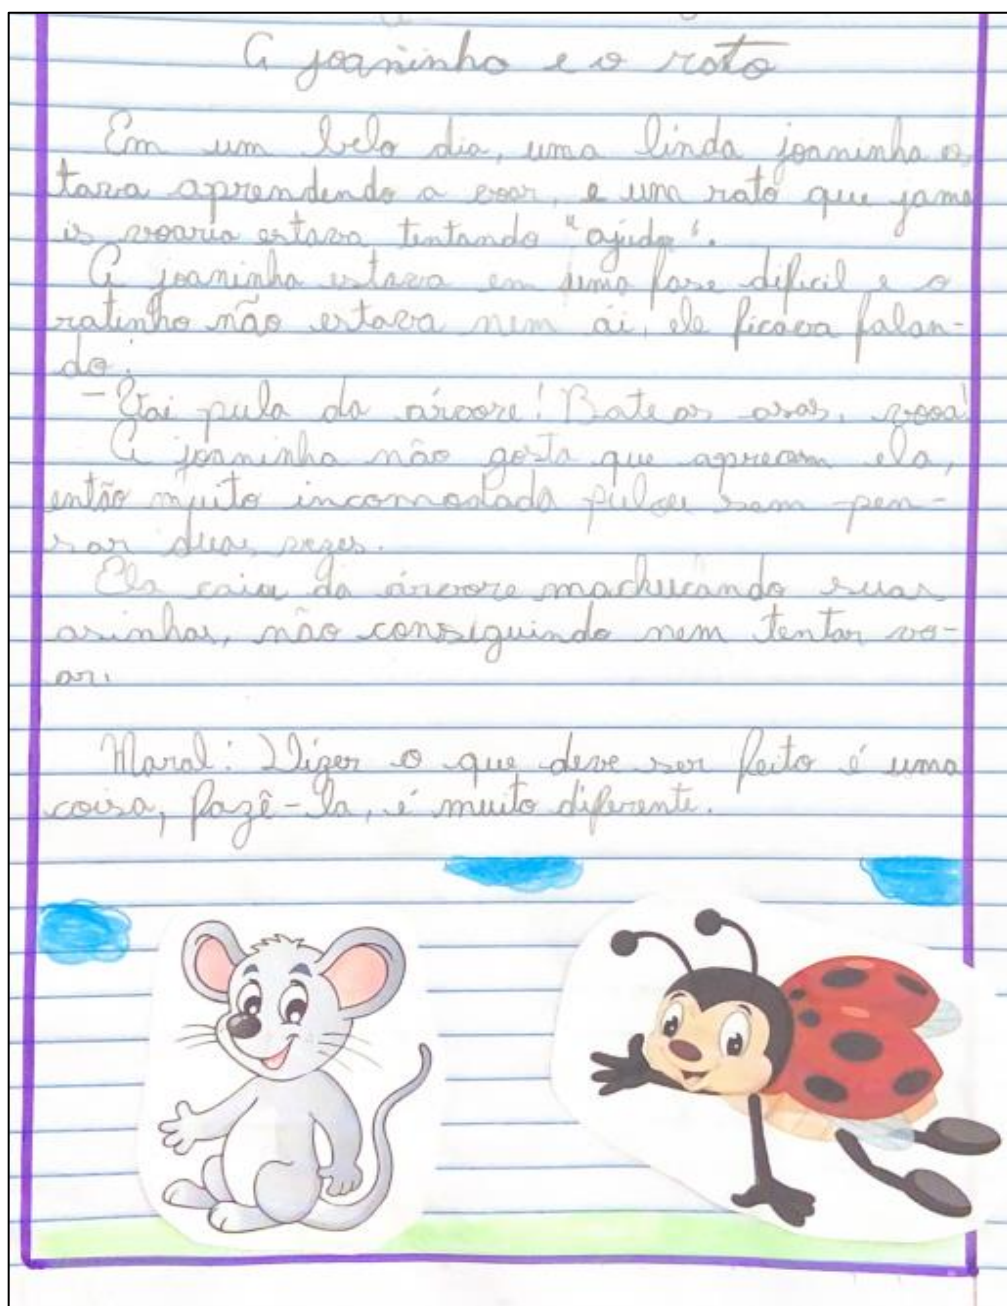 A joaninha e o rato
Em um belo dia, uma linda joaninha es
tava aprendendo a voar, e um rato que jama
is voaria estava tentando "ajuda".
A joaninha estava em uma fase difícil e o
ratinho não estava nem ái, ele ficava falan-
do:
- Vai pula da árvore! Bate as asas, vooa!
A joaninha não gosta que apressem ela,
então muito incomodada pulou sem pen-
sar duas vezes.
Ela caiu da árvore machucando suas
asinhas, não conseguindo nem tentar vo-
ar.
Moral: Dizer o que deve ser feito é uma
coisa, fazê-la, é muito diferente.